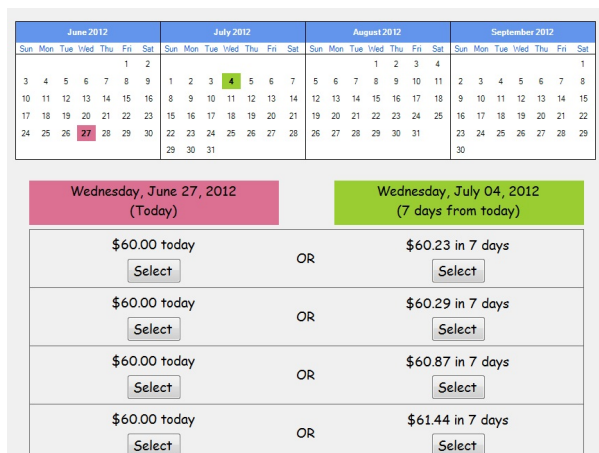 June 2012 July 2012 August 2012 September 2012
Sun Mon Tue Wed Thu Fri Sat Sun Mon Tue Wed Thu Fri Sat Sun Mon Tue Wed Thu Fri Sat Sun Mon Tue Wed Thu Fri Sat
1 2 1 2 3 4 1
3 4 5 6 7 8 9 1 2 3 4 5 6 7 5 6 7 8 9 10 11 2 3 4 5 6 7 8
10 11 12 13 14 15 16 8 9 10 11 12 13 14 12 13 14 15 16 17 18 9 10 11 12 13 14 15
17 18 19 20 21 22 23 15 16 17 18 19 20 21 19 20 21 22 23 24 25 16 17 18 19 20 21 22
24 25 26 27 28 29 30 22 23 24 25 26 27 28 26 27 28 29 30 31 23 24 25 26 27 28 29
29 30 31 30
Wednesday, June 27, 2012 Wednesday, July 04, 2012
(Today) (7 days from today)
$60.00 today OR $60.23 in 7 days
Select Select
$60.00 today OR $60.29 in 7 days
Select Select
$60.00 today OR $60.87 in 7 days
Select Select
$60.00 today OR $61.44 in 7 days
Select Select